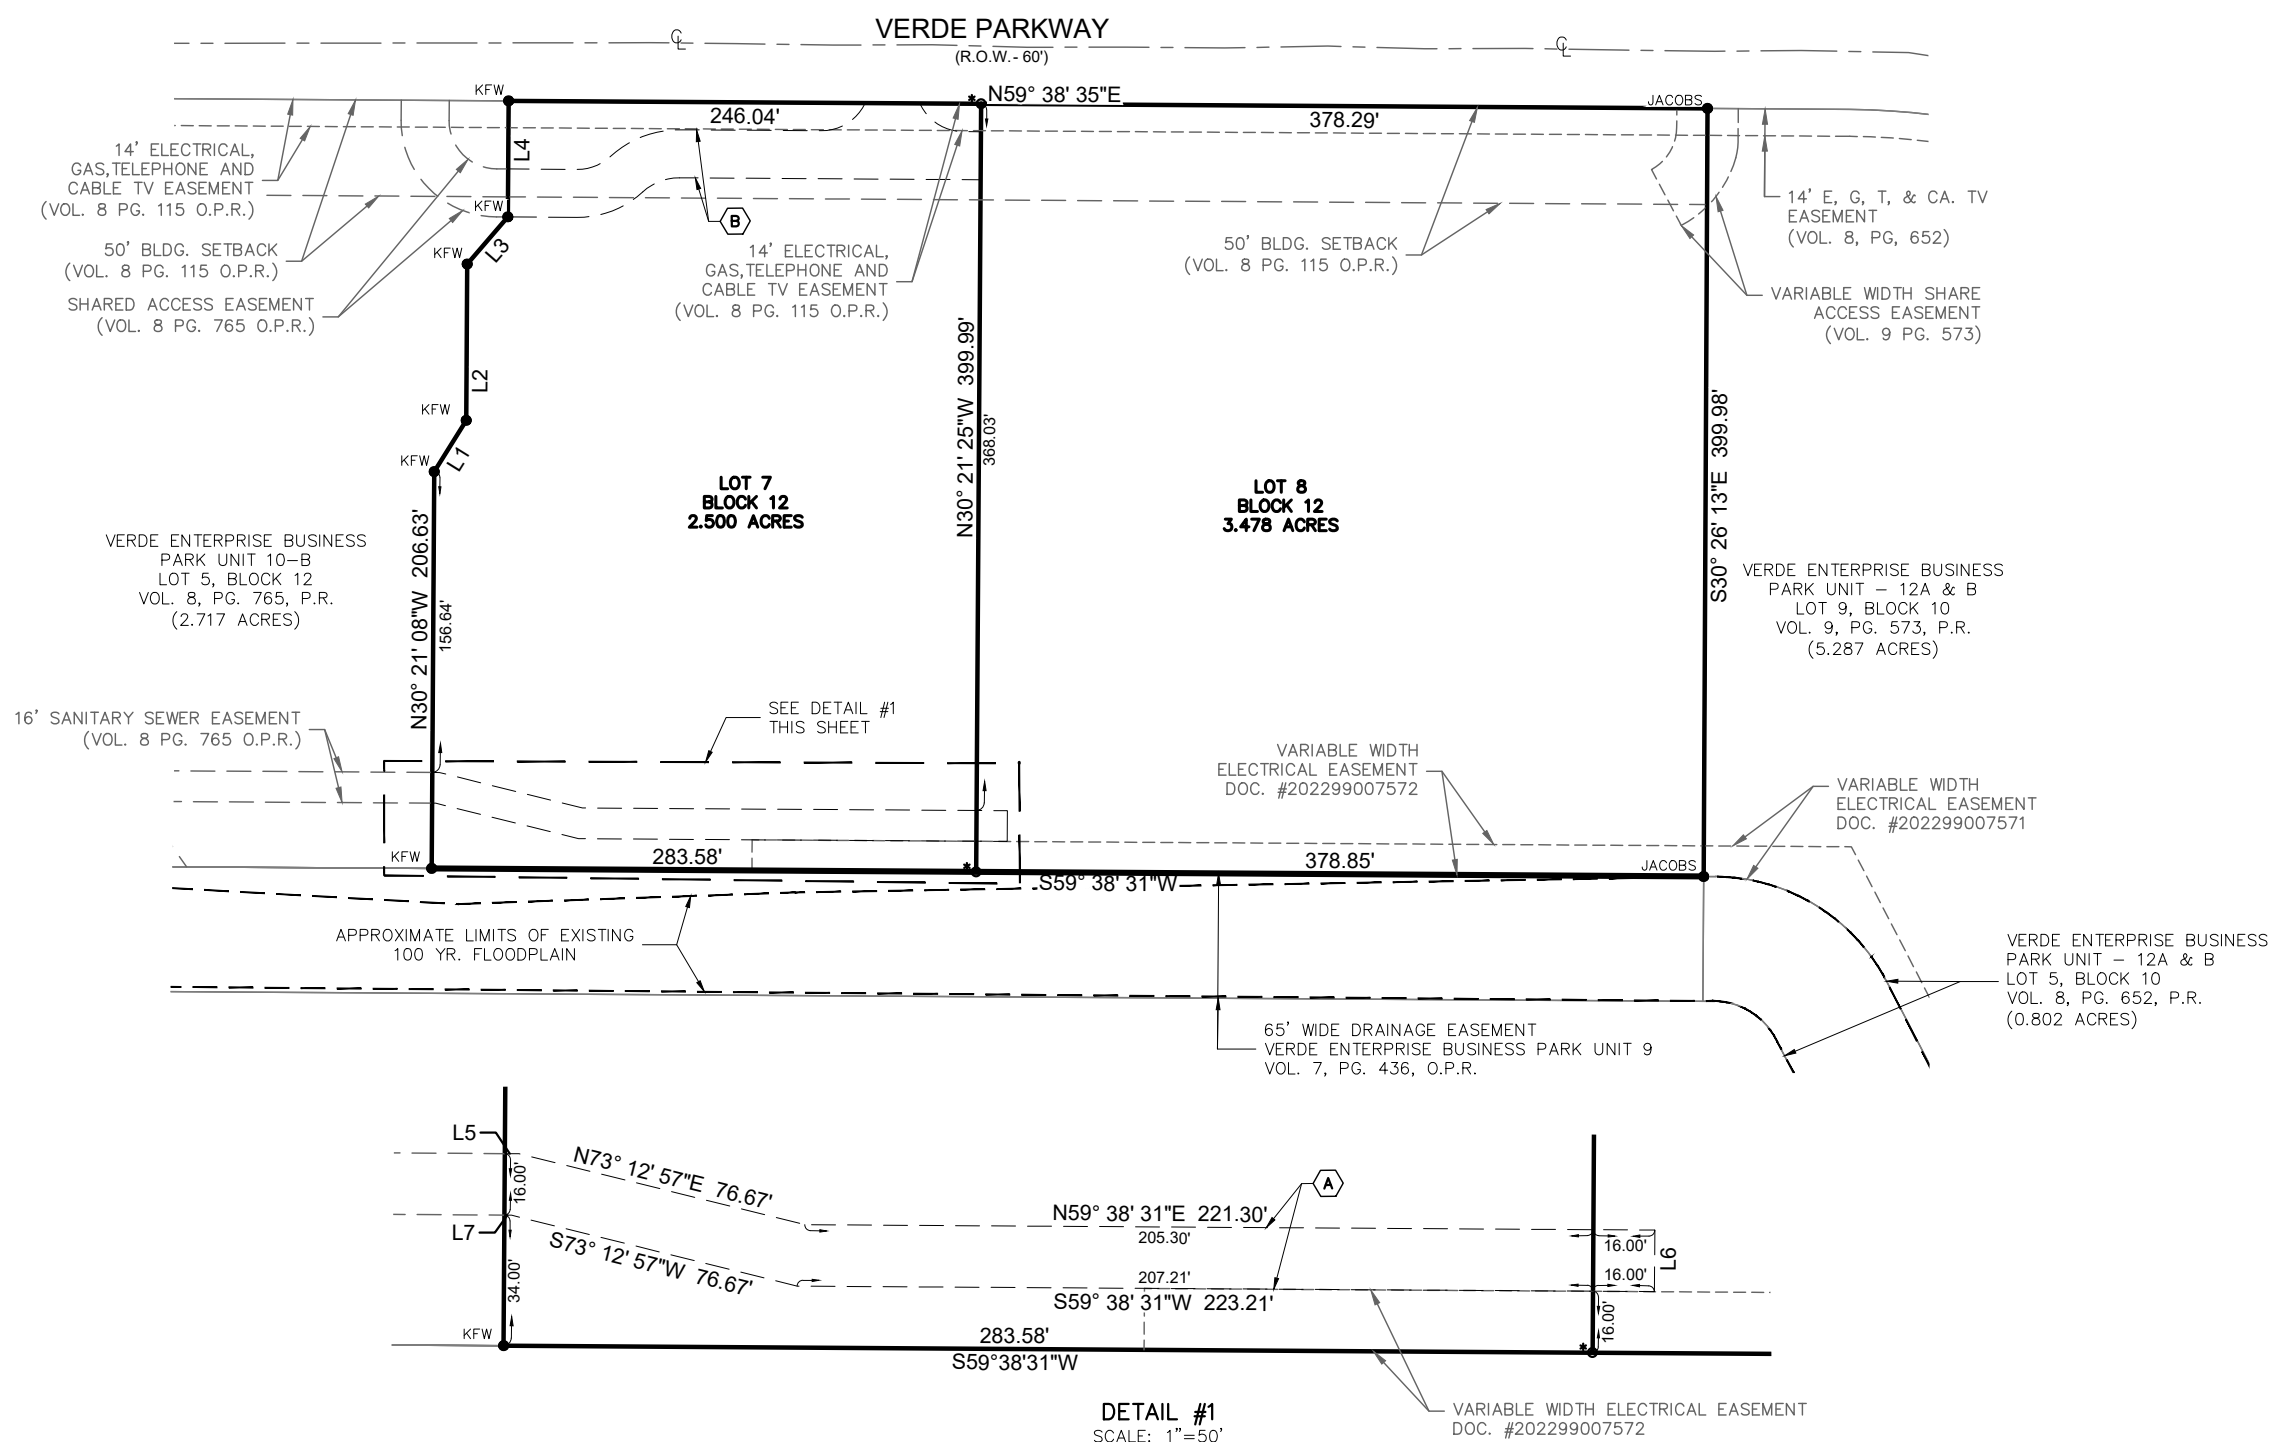 VERDE PARKWAY
(R.O.W.- 60')
℄
℄
KFW
*
N59° 38' 35"E
JACOBS
246.04'
378.29'
L4
14' ELECTRICAL,
GAS,TELEPHONE AND
CABLE TV EASEMENT
(VOL. 8 PG. 115 O.P.R.)
50' BLDG. SETBACK
(VOL. 8 PG. 115 O.P.R.)
SHARED ACCESS EASEMENT
(VOL. 8 PG. 765 O.P.R.)
KFW
L3
KFW
B
14' ELECTRICAL,
GAS,TELEPHONE AND
CABLE TV EASEMENT
(VOL. 8 PG. 115 O.P.R.)
50' BLDG. SETBACK
(VOL. 8 PG. 115 O.P.R.)
14' E, G, T, & CA. TV
EASEMENT
(VOL. 8, PG, 652)
VARIABLE WIDTH SHARE
ACCESS EASEMENT
(VOL. 9 PG. 573)
L2
KFW
L1
KFW
N30° 21' 25"W 399.99'
368.03'
S30° 26' 13"E 399.98'
LOT 7
BLOCK 12
2.500 ACRES
LOT 8
BLOCK 12
3.478 ACRES
VERDE ENTERPRISE BUSINESS
PARK UNIT 10-B
LOT 5, BLOCK 12
VOL. 8, PG. 765, P.R.
(2.717 ACRES)
N30° 21' 08"W 206.63'
156.64'
VERDE ENTERPRISE BUSINESS
PARK UNIT - 12A & B
LOT 9, BLOCK 10
VOL. 9, PG. 573, P.R.
(5.287 ACRES)
16' SANITARY SEWER EASEMENT
(VOL. 8 PG. 765 O.P.R.)
SEE DETAIL #1
THIS SHEET
VARIABLE WIDTH
ELECTRICAL EASEMENT
DOC. #202299007572
VARIABLE WIDTH
ELECTRICAL EASEMENT
DOC. #202299007571
KFW
283.58'
*
378.85'
JACOBS
S59° 38' 31"W
APPROXIMATE LIMITS OF EXISTING
100 YR. FLOODPLAIN
VERDE ENTERPRISE BUSINESS
PARK UNIT - 12A & B
LOT 5, BLOCK 10
VOL. 8, PG. 652, P.R.
(0.802 ACRES)
65' WIDE DRAINAGE EASEMENT
VERDE ENTERPRISE BUSINESS PARK UNIT 9
VOL. 7, PG. 436, O.P.R.
L5
16.00'
N73° 12' 57"E 76.67'
A
N59° 38' 31"E 221.30'
205.30'
L7
S73° 12' 57"W 76.67'
16.00'
L6
207.21'
16.00'
S59° 38' 31"W 223.21'
34.00'
16.00'
KFW
283.58'
*
S59°38'31"W
DETAIL #1
SCALE: 1"=50'
VARIABLE WIDTH ELECTRICAL EASEMENT
DOC. #202299007572